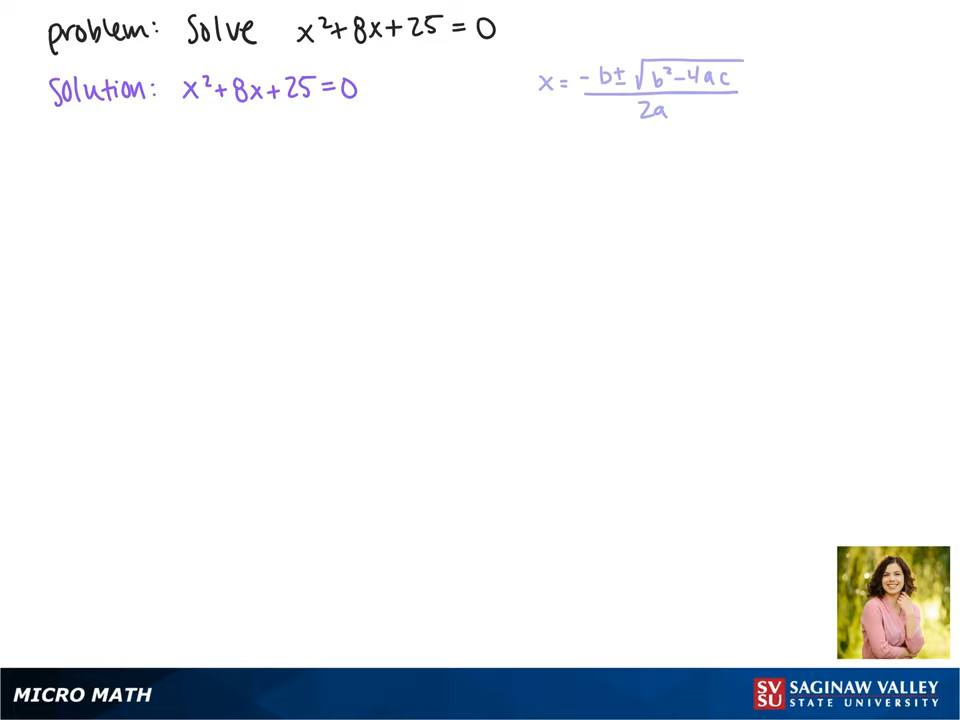 problem: Solve x²+8x+25=0
Solution: x²+8x+25=0
x = -b±√b²-4ac
2a
MICRO MATH
SVSU SAGINAW VALLEY
STATE UNIVERSITY